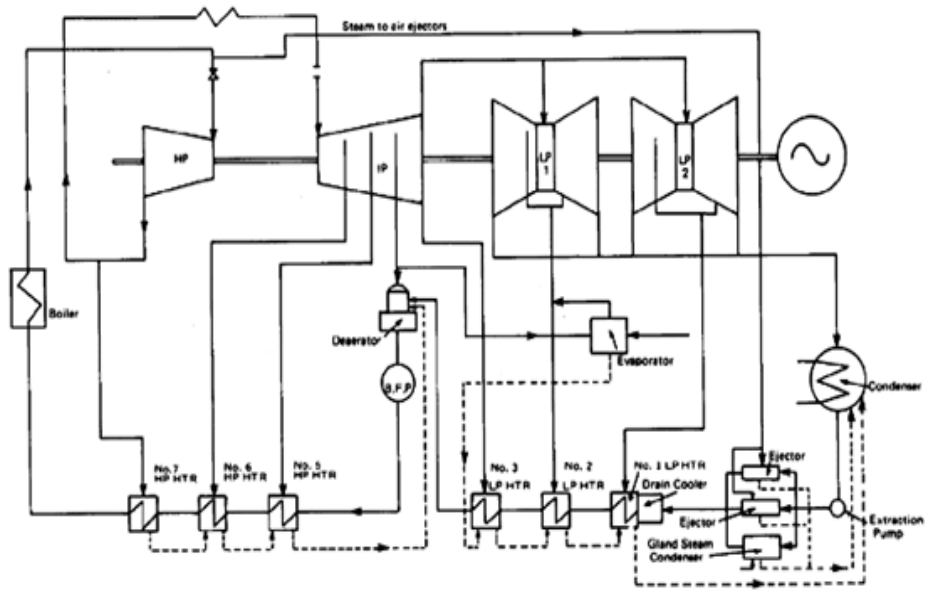 Steam to air ejectors
HP
IP
LP
1
LP
2
Boiler
Deaerator
Evaporator
B.F.P
Condenser
No. 7
HP HTR
No. 6
HP HTR
No. 5
HP HTR
No. 3
LP HTR
No. 2
LP HTR
No. 1 LP HTR
Drain Cooler
Ejector
Ejector
Gland Steam
Condenser
Extraction
Pump